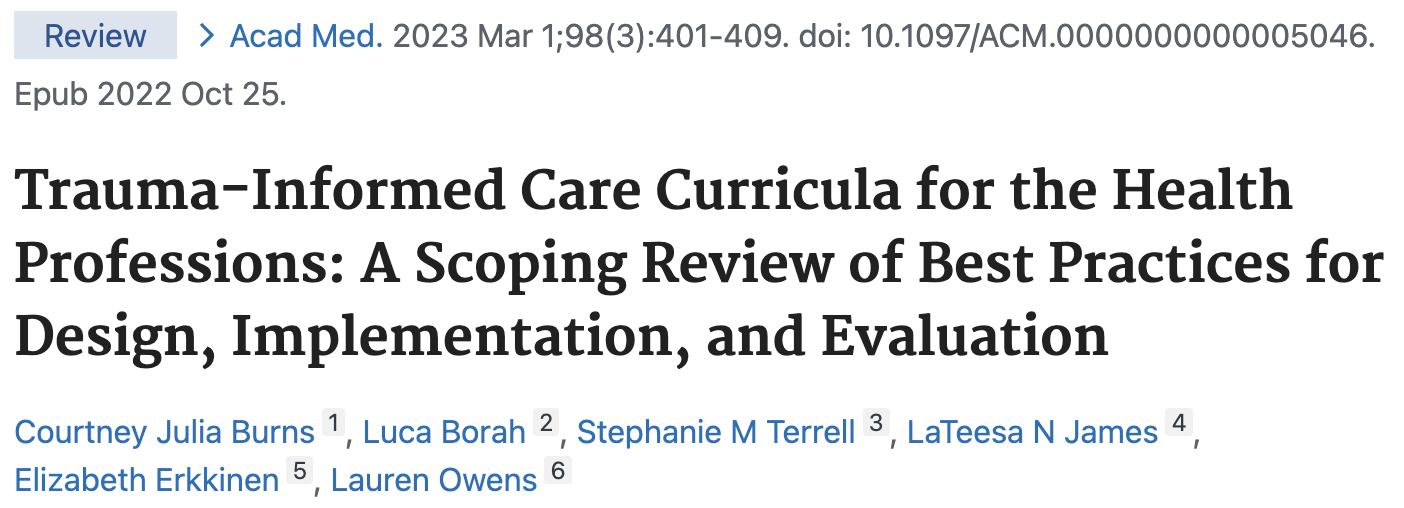 Review > Acad Med. 2023 Mar 1;98(3):401-409. doi: 10.1097/ACM.0000000000005046.
Epub 2022 Oct 25.
Trauma-Informed Care Curricula for the Health
Professions: A Scoping Review of Best Practices for
Design, Implementation, and Evaluation
Courtney Julia Burns 1, Luca Borah 2, Stephanie M Terrell 3, LaTeesa N James 4,
Elizabeth Erkkinen 5, Lauren Owens 6